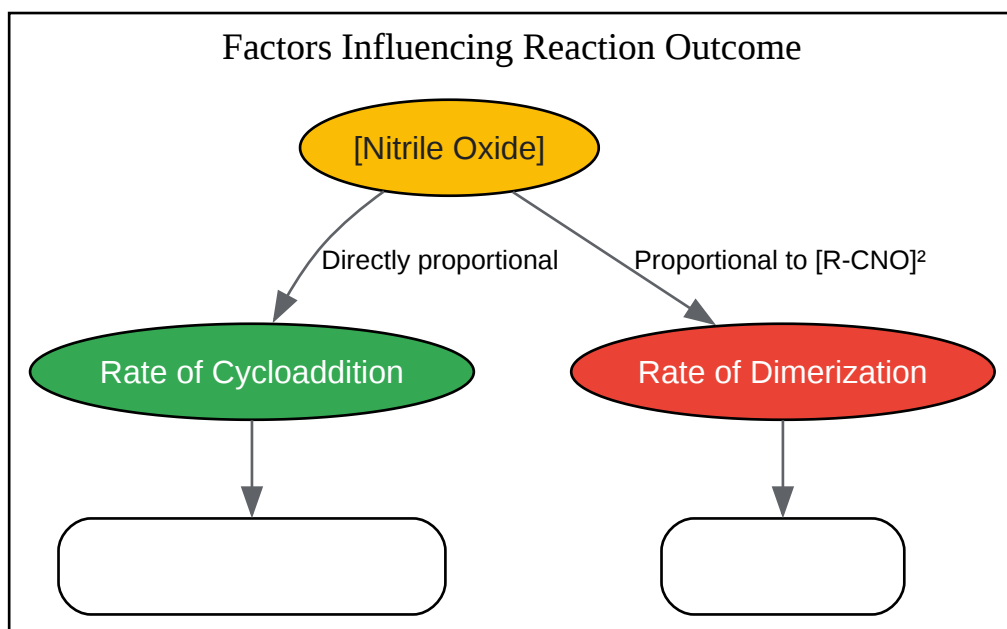 Factors Influencing Reaction Outcome
[Nitrile Oxide]
Directly proportional
Proportional to [R-CNO]²
Rate of Cycloaddition
Rate of Dimerization